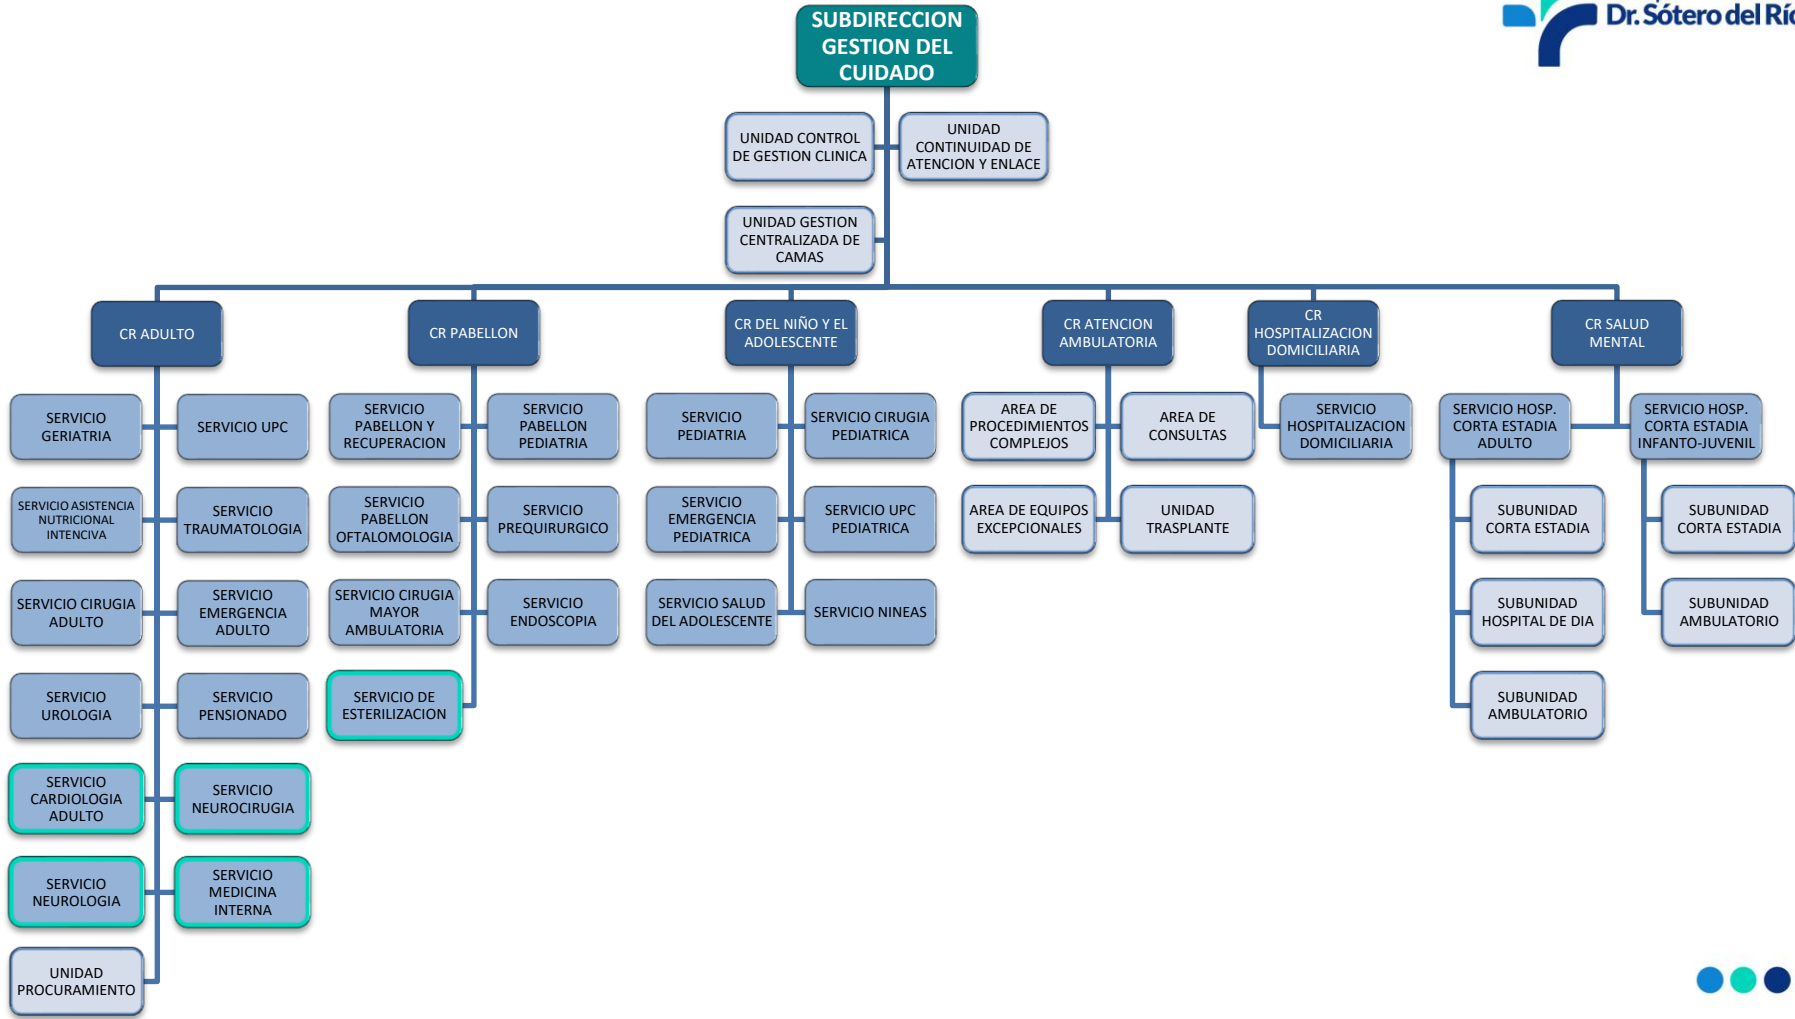 Dr. Sótero del Río
SUBDIRECCION
GESTION DEL
CUIDADO
UNIDAD CONTROL
DE GESTION CLINICA
UNIDAD
CONTINUIDAD DE
ATENCION Y ENLACE
UNIDAD GESTION
CENTRALIZADA DE
CAMAS
CR ADULTO
CR PABELLON
CR DEL NIÑO Y EL
ADOLESCENTE
CR ATENCION
AMBULATORIA
CR
HOSPITALIZACION
DOMICILIARIA
CR SALUD
MENTAL
SERVICIO
GERIATRIA
SERVICIO UPC
SERVICIO ASISTENCIA
NUTRICIONAL
INTENCIVA
SERVICIO
TRAUMATOLOGIA
SERVICIO CIRUGIA
ADULTO
SERVICIO
EMERGENCIA
ADULTO
SERVICIO
UROLOGIA
SERVICIO
PENSIONADO
SERVICIO
CARDIOLOGIA
ADULTO
SERVICIO
NEUROCIRUGIA
SERVICIO
NEUROLOGIA
SERVICIO
MEDICINA
INTERNA
UNIDAD
PROCURAMIENTO
SERVICIO
PABELLON Y
RECUPERACION
SERVICIO
PABELLON
PEDIATRIA
SERVICIO
PABELLON
OFTALOMOLOGIA
SERVICIO
PREQUIRURGICO
SERVICIO CIRUGIA
MAYOR
AMBULATORIA
SERVICIO
ENDOSCOPIA
SERVICIO DE
ESTERILIZACION
SERVICIO
PEDIATRIA
SERVICIO CIRUGIA
PEDIATRICA
SERVICIO
EMERGENCIA
PEDIATRICA
SERVICIO UPC
PEDIATRICA
SERVICIO SALUD
DEL ADOLESCENTE
SERVICIO NINEAS
AREA DE
PROCEDIMIENTOS
COMPLEJOS
AREA DE
CONSULTAS
AREA DE EQUIPOS
EXCEPCIONALES
UNIDAD
TRASPLANTE
SERVICIO
HOSPITALIZACION
DOMICILIARIA
SERVICIO HOSP.
CORTA ESTADIA
ADULTO
SERVICIO HOSP.
CORTA ESTADIA
INFANTO-JUVENIL
SUBUNIDAD
CORTA ESTADIA
SUBUNIDAD
HOSPITAL DE DIA
SUBUNIDAD
AMBULATORIO
SUBUNIDAD
CORTA ESTADIA
SUBUNIDAD
AMBULATORIO